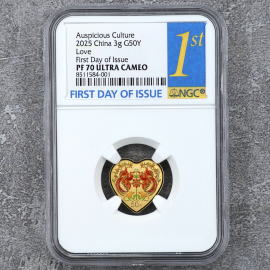 Auspicious Culture
2025 China 3g G50Y
Love
First Day of Issue
PF 70 ULTRA CAMEO
8511584-001
1st
FIRST DAY OF ISSUE
NGC